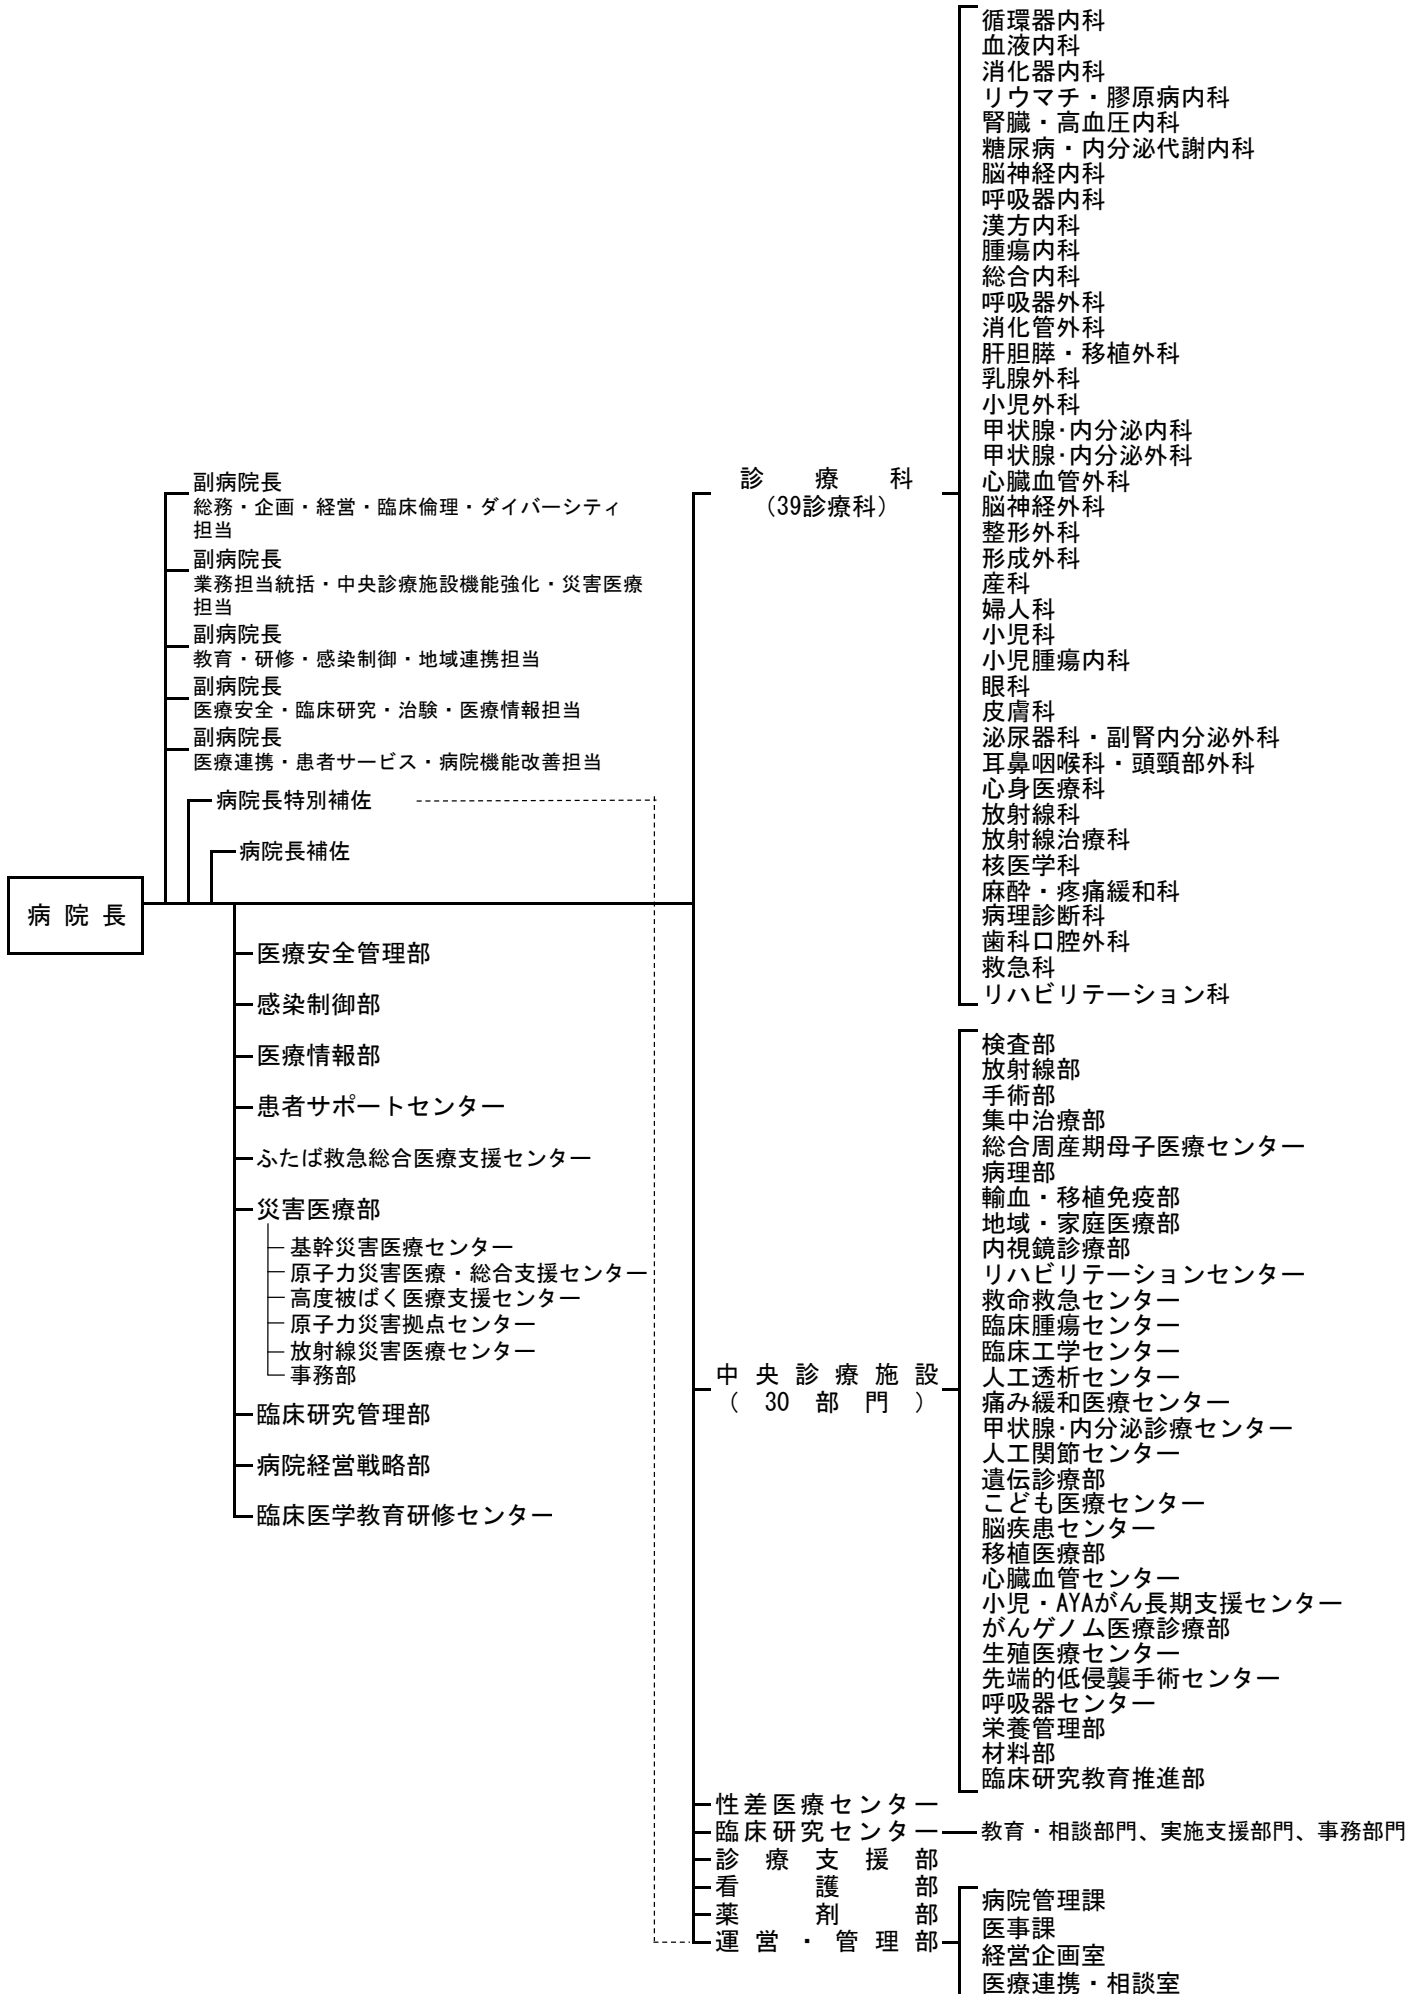 病院長
副病院長
総務・企画・経営・臨床倫理・ダイバーシティ
担当
副病院長
業務担当統括・中央診療施設機能強化・災害医療
担当
副病院長
教育・研修・感染制御・地域連携担当
副病院長
医療安全・臨床研究・治験・医療情報担当
副病院長
医療連携・患者サービス・病院機能改善担当
病院長特別補佐
病院長補佐
医療安全管理部
感染制御部
医療情報部
患者サポートセンター
ふたば救急総合医療支援センター
災害医療部
基幹災害医療センター
原子力災害医療・総合支援センター
高度被ばく医療支援センター
原子力災害拠点センター
放射線災害医療センター
事務部
臨床研究管理部
病院経営戦略部
臨床医学教育研修センター
診療科
(39診療科)
循環器内科
血液内科
消化器内科
リウマチ・膠原病内科
腎臓・高血圧内科
糖尿病・内分泌代謝内科
脳神経内科
呼吸器内科
漢方内科
腫瘍内科
総合内科
呼吸器外科
消化管外科
肝胆膵・移植外科
乳腺外科
小児外科
甲状腺･内分泌内科
甲状腺･内分泌外科
心臓血管外科
脳神経外科
整形外科
形成外科
産科
婦人科
小児科
小児腫瘍内科
眼科
皮膚科
泌尿器科・副腎内分泌外科
耳鼻咽喉科・頭頸部外科
心身医療科
放射線科
放射線治療科
核医学科
麻酔・疼痛緩和科
病理診断科
歯科口腔外科
救急科
リハビリテーション科
中央診療施設
(30部門)
検査部
放射線部
手術部
集中治療部
総合周産期母子医療センター
病理部
輸血・移植免疫部
地域・家庭医療部
内視鏡診療部
リハビリテーションセンター
救命救急センター
臨床腫瘍センター
臨床工学センター
人工透析センター
痛み緩和医療センター
甲状腺･内分泌診療センター
人工関節センター
遺伝診療部
こども医療センター
脳疾患センター
移植医療部
心臓血管センター
小児・AYAがん長期支援センター
がんゲノム医療診療部
生殖医療センター
先端的低侵襲手術センター
呼吸器センター
栄養管理部
材料部
臨床研究教育推進部
性差医療センター
臨床研究センター
教育・相談部門、実施支援部門、事務部門
診療支援部
看護部
薬剤部
運営・管理部
病院管理課
医事課
経営企画室
医療連携・相談室